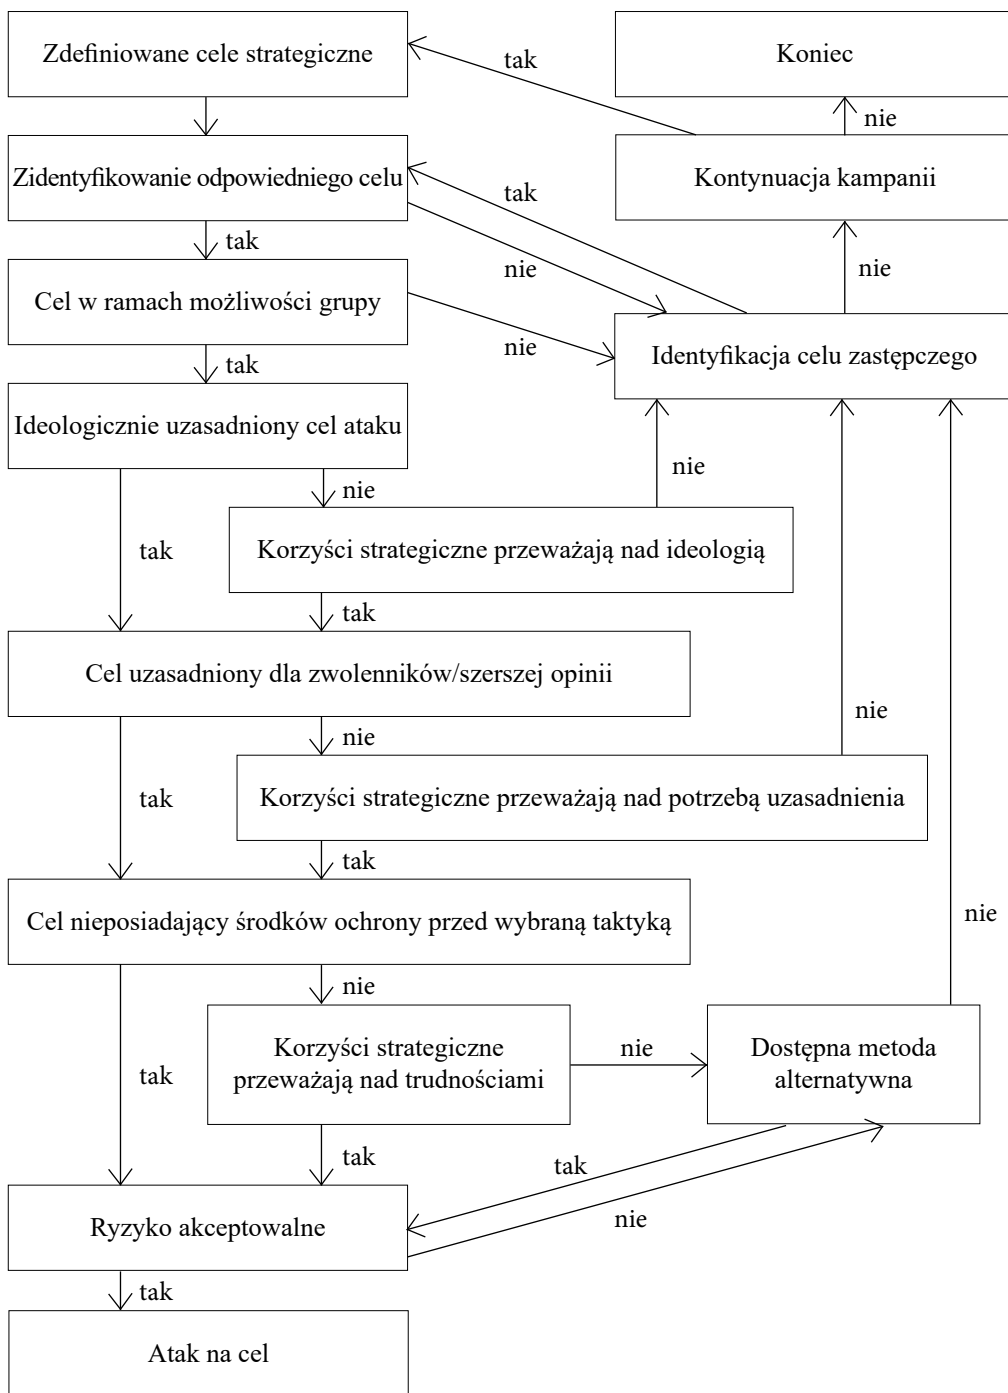 Zdefiniowane cele strategiczne
tak
Koniec
nie
Zidentyfikowanie odpowiedniego celu
tak
Kontynuacja kampanii
tak
nie
nie
Cel w ramach możliwości grupy
nie
Identyfikacja celu zastępczego
tak
Ideologicznie uzasadniony cel ataku
nie
nie
tak
Korzyści strategiczne przeważają nad ideologią
tak
Cel uzasadniony dla zwolenników/szerszej opinii
nie
nie
tak
Korzyści strategiczne przeważają nad potrzebą uzasadnienia
tak
Cel nieposiadający środków ochrony przed wybraną taktyką
nie
nie
tak
Korzyści strategiczne
przeważają nad trudnościami
nie
Dostępna metoda
alternatywna
tak
tak
nie
Ryzyko akceptowalne
tak
Atak na cel